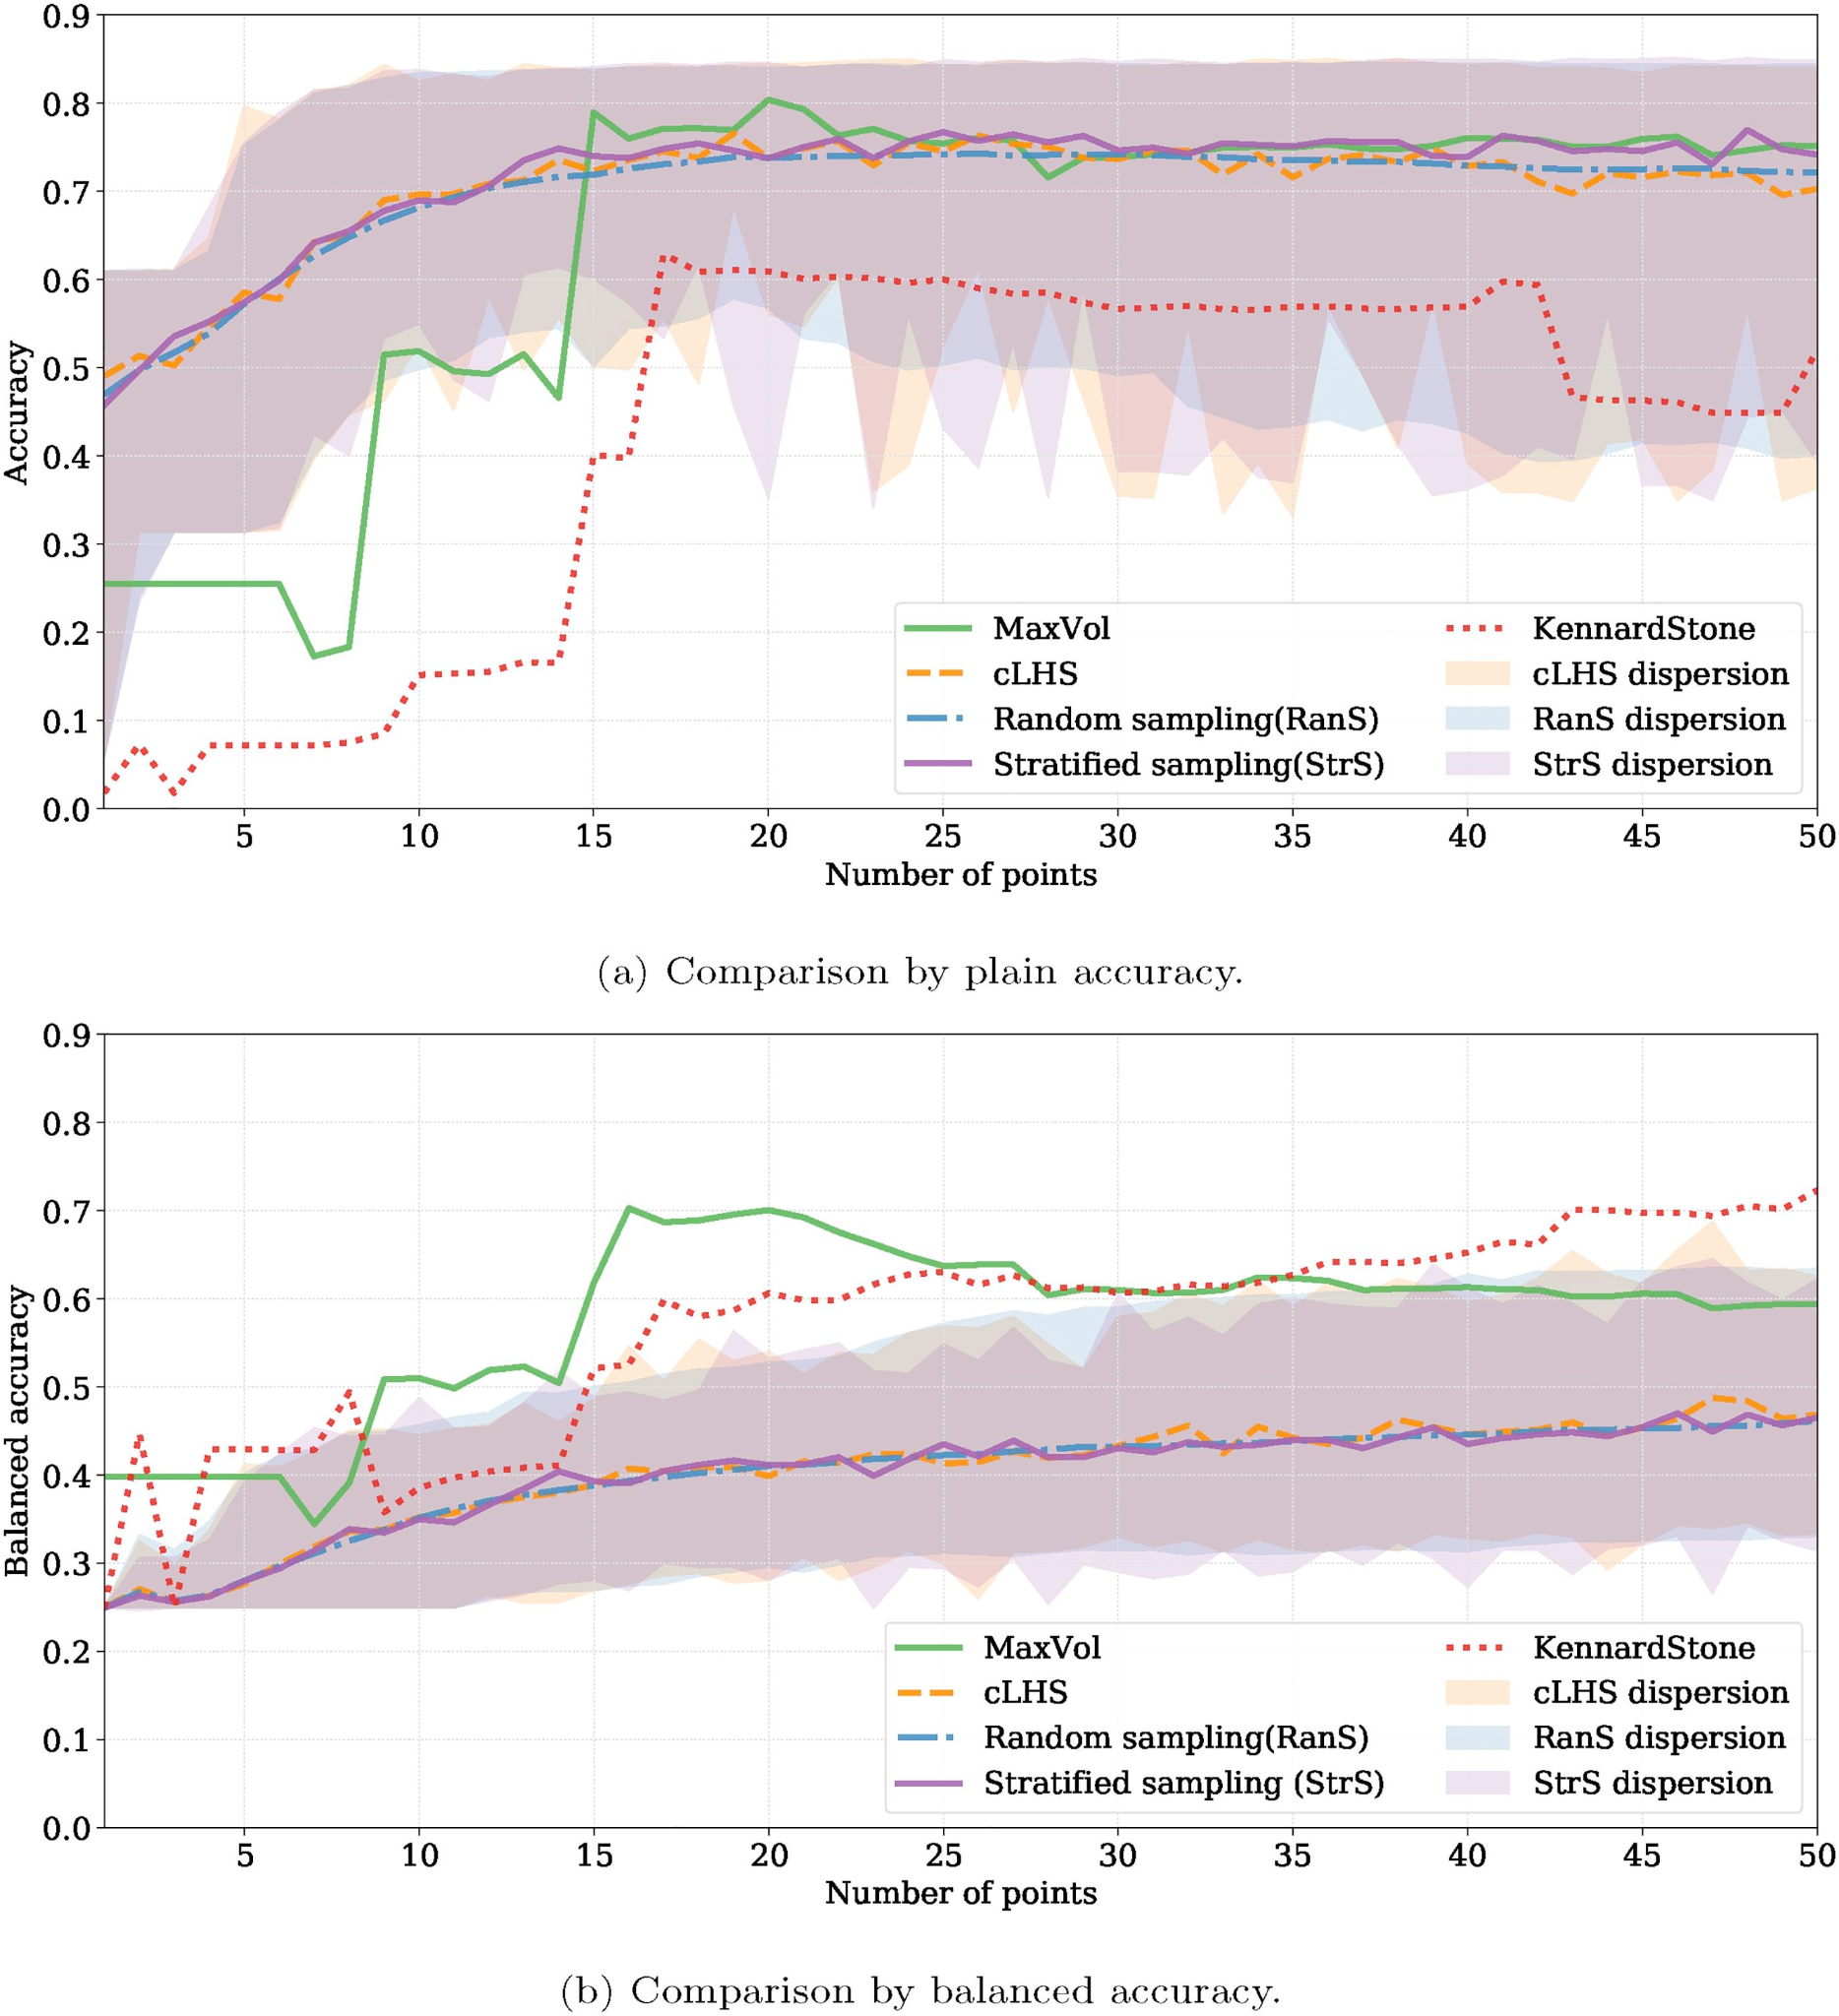 0.9
0.8
0.7
0.6
0.5
0.4
0.3
0.2
0.1
0.0
Accuracy
MaxVol
cLHS
Random sampling(RanS)
Stratified sampling(StrS)
KennardStone
cLHS dispersion
RanS dispersion
StrS dispersion
5 10 15 20 25 30 35 40 45 50
Number of points
(a) Comparison by plain accuracy.
0.9
0.8
0.7
0.6
0.5
0.4
0.3
0.2
0.1
0.0
Balanced accuracy
MaxVol
cLHS
Random sampling(RanS)
Stratified sampling (StrS)
KennardStone
cLHS dispersion
RanS dispersion
StrS dispersion
5 10 15 20 25 30 35 40 45 50
Number of points
(b) Comparison by balanced accuracy.